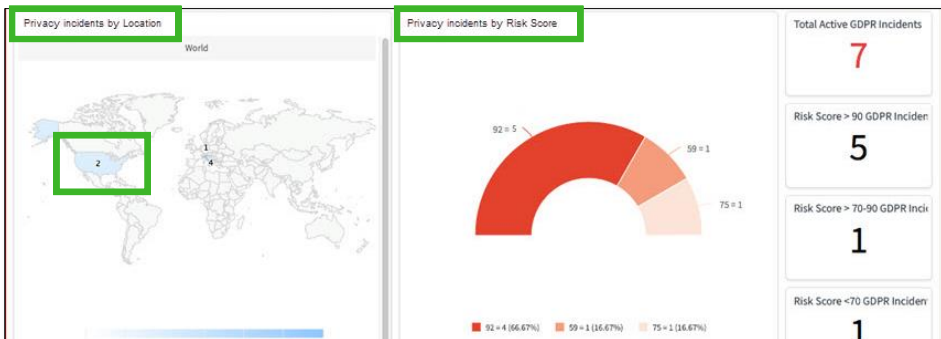 Privacy incidents by Location
World
2
1
4
Privacy incidents by Risk Score
92 = 5
59 = 1
75 = 1
92 = 4 (66.67%)
59 = 1 (16.67%)
75 = 1 (16.67%)
Total Active GDPR Incidents
7
Risk Score > 90 GDPR Inciden
5
Risk Score > 70-90 GDPR Inci
1
Risk Score <70 GDPR Inciden
1